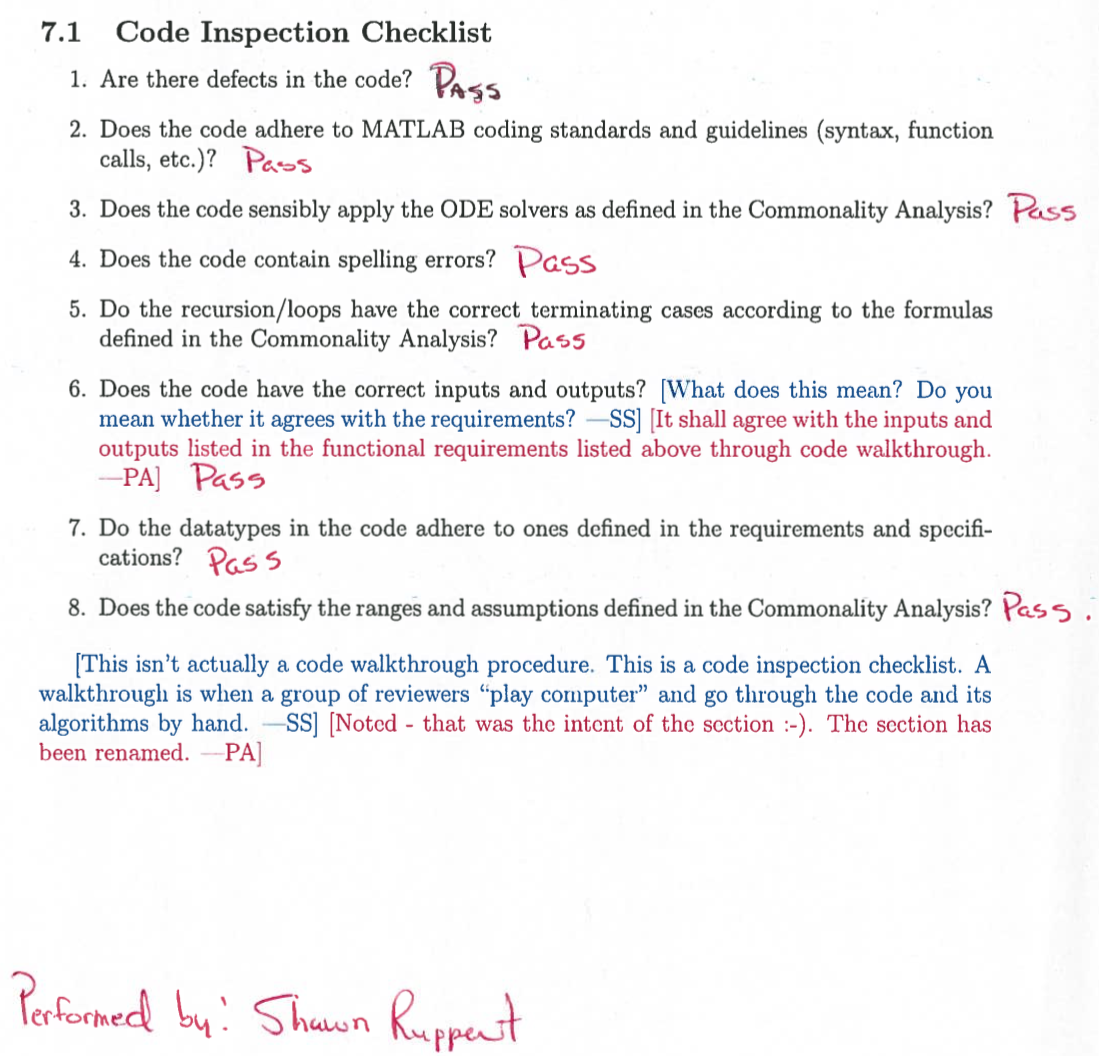 7.1 Code Inspection Checklist
1. Are there defects in the code? PASS
2. Does the code adhere to MATLAB coding standards and guidelines (syntax, function
calls, etc.)? Pass
3. Does the code sensibly apply the ODE solvers as defined in the Commonality Analysis? Pass
4. Does the code contain spelling errors? Pass
5. Do the recursion/loops have the correct terminating cases according to the formulas
defined in the Commonality Analysis? Pass
6. Does the code have the correct inputs and outputs? [What does this mean? Do you
mean whether it agrees with the requirements? —SS] [It shall agree with the inputs and
outputs listed in the functional requirements listed above through code walkthrough.
—PA] Pass
7. Do the datatypes in the code adhere to ones defined in the requirements and specifi-
cations? Pass
8. Does the code satisfy the ranges and assumptions defined in the Commonality Analysis? Pass.
[This isn't actually a code walkthrough procedure. This is a code inspection checklist. A
walkthrough is when a group of reviewers “play computer” and go through the code and its
algorithms by hand. —SS] [Noted - that was the intent of the section :-). The section has
been renamed. —PA]
Performed by: Shawn Ruppert